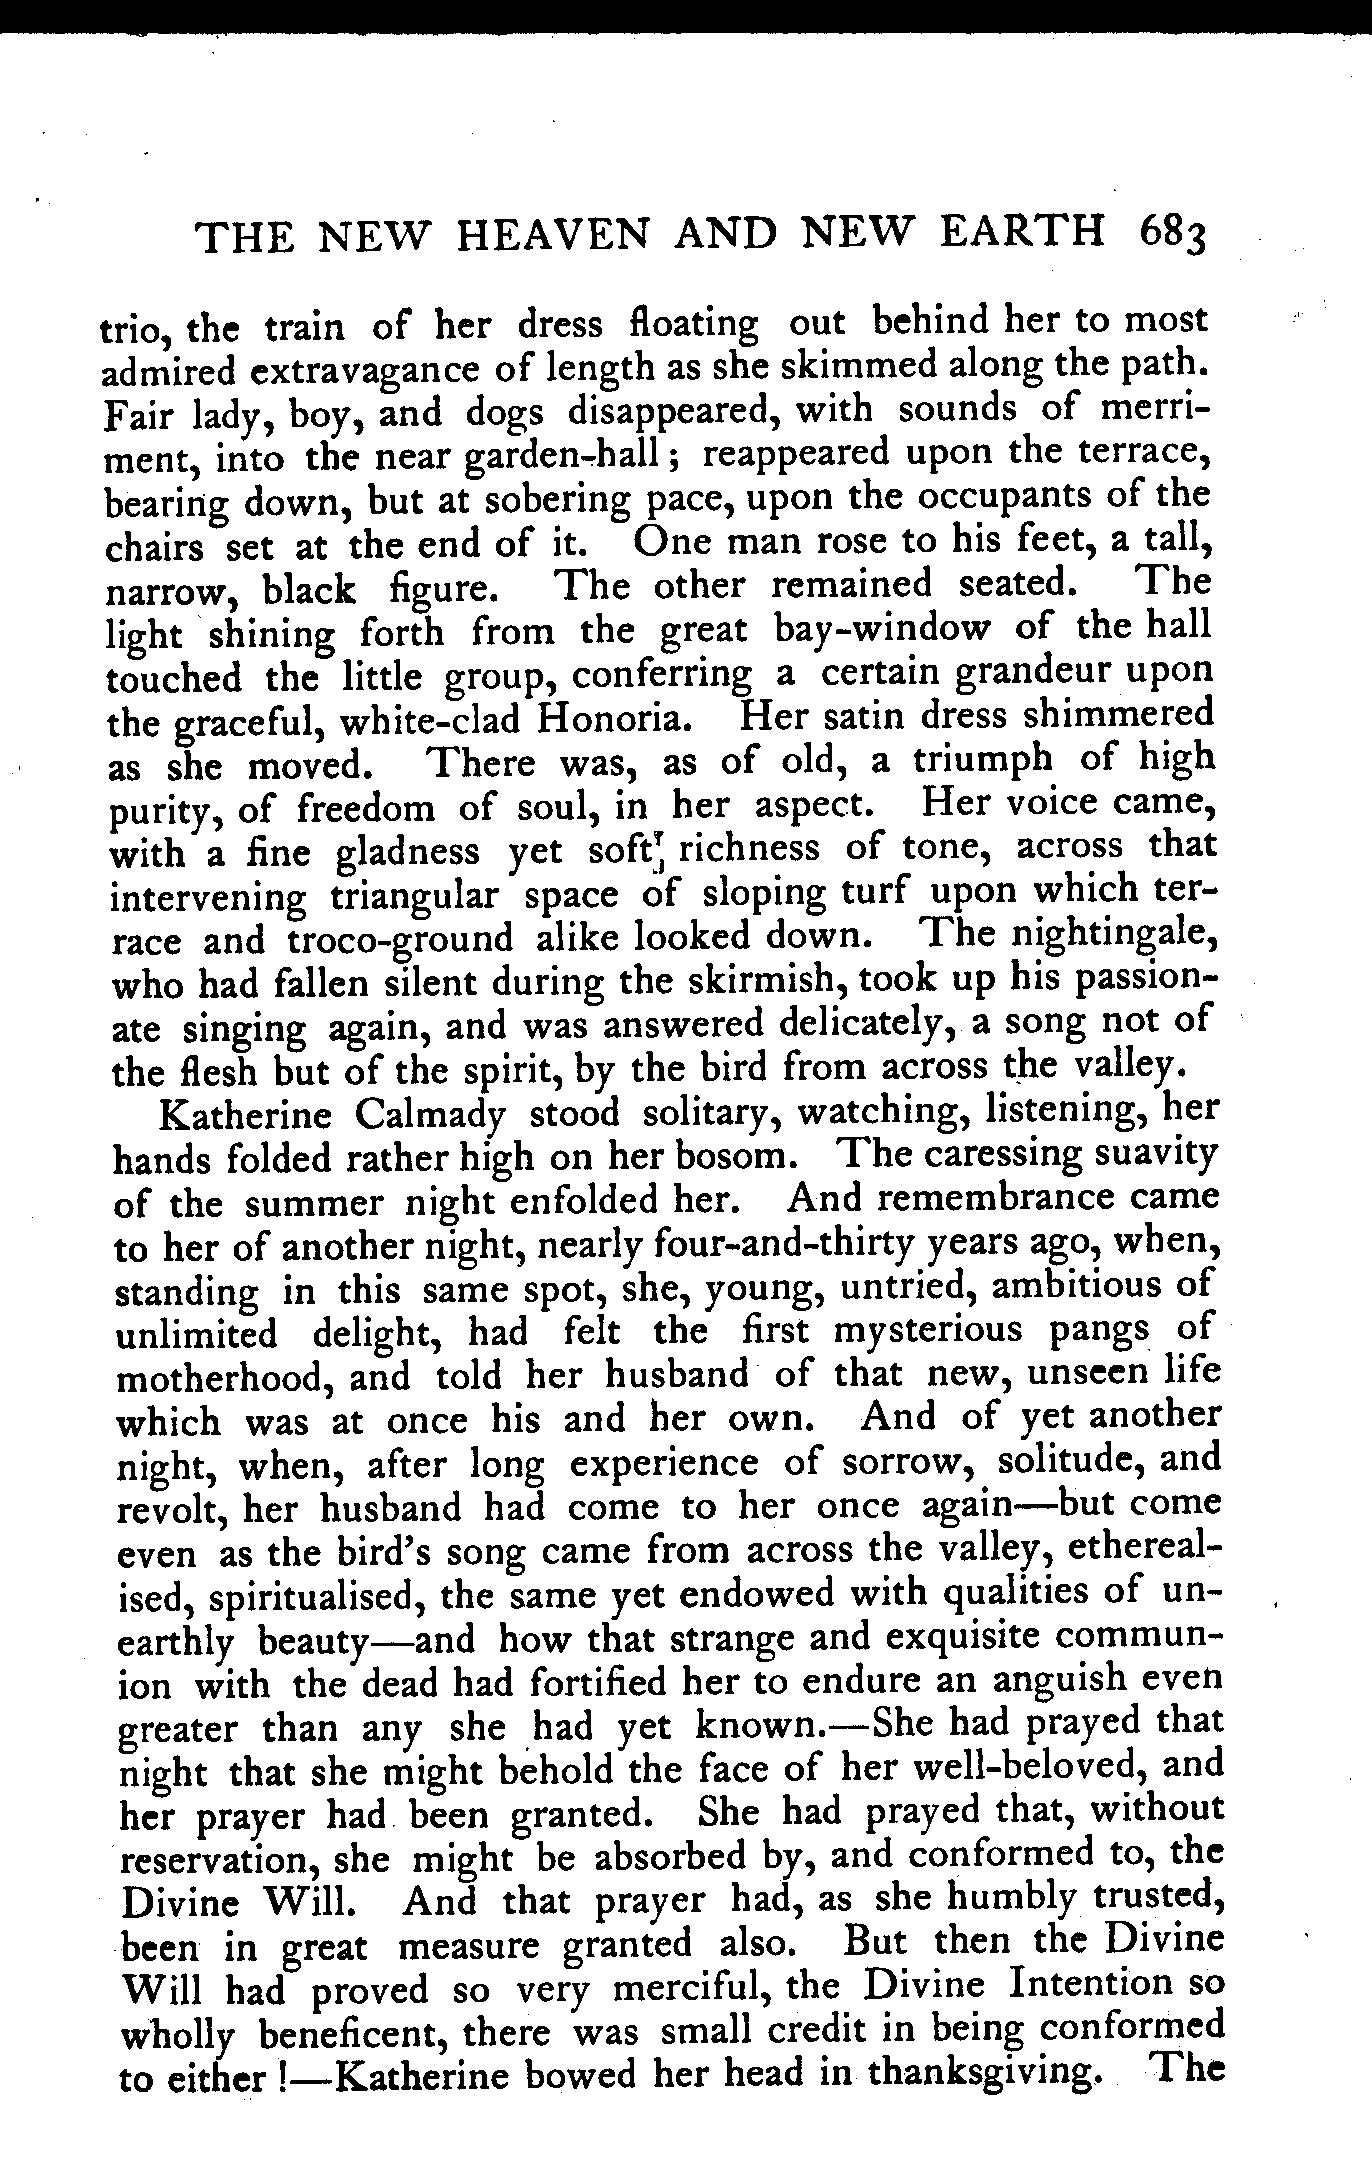 THE NEW HEAVEN AND NEW EARTH 683
trio, the train of her dress floating out behind her to most
admired extravagance of length as she skimmed along the path.
Fair lady, boy, and dogs disappeared, with sounds of merri-
ment, into the near garden-hall ; reappeared upon the terrace,
bearing down, but at sobering pace, upon the occupants of the
chairs set at the end of it. One man rose to his feet, a tall,
narrow, black figure. The other remained seated. The
light shining forth from the great bay-window of the hall
touched the little group, conferring a certain grandeur upon
the graceful, white-clad Honoria. Her satin dress shimmered
as she moved. There was, as of old, a triumph of high
purity, of freedom of soul, in her aspect. Her voice came,
with a fine gladness yet soft richness of tone, across that
intervening triangular space of sloping turf upon which ter-
race and troco-ground alike looked down. The nightingale,
who had fallen silent during the skirmish, took up his passion-
ate singing again, and was answered delicately, a song not of
the flesh but of the spirit, by the bird from across the valley.
Katherine Calmady stood solitary, watching, listening, her
hands folded rather high on her bosom. The caressing suavity
of the summer night enfolded her. And remembrance came
to her of another night, nearly four-and-thirty years ago, when,
standing in this same spot, she, young, untried, ambitious of
unlimited delight, had felt the first mysterious pangs of
motherhood, and told her husband of that new, unseen life
which was at once his and her own. And of yet another
night, when, after long experience of sorrow, solitude, and
revolt, her husband had come to her once again—but come
even as the bird's song came from across the valley, ethereal-
ised, spiritualised, the same yet endowed with qualities of un-
earthly beauty—and how that strange and exquisite commun-
ion with the dead had fortified her to endure an anguish even
greater than any she had yet known.—She had prayed that
night that she might behold the face of her well-beloved, and
her prayer had been granted. She had prayed that, without
reservation, she might be absorbed by, and conformed to, the
Divine Will. And that prayer had, as she humbly trusted,
been in great measure granted also. But then the Divine
Will had proved so very merciful, the Divine Intention so
wholly beneficent, there was small credit in being conformed
to either !—Katherine bowed her head in thanksgiving. The